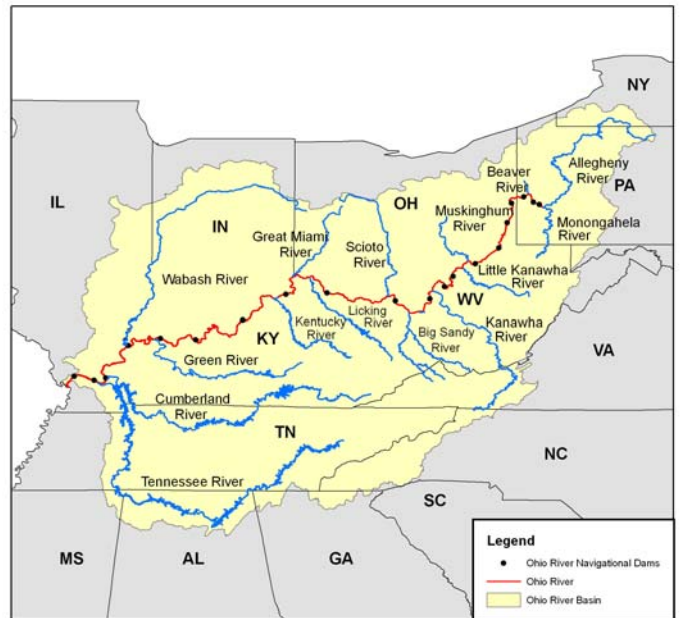 NY
Allegheny
River
PA
Beaver
River
OH
IL
Muskinghum
River
Monongahela
River
IN
Great Miami
River
Scioto
River
Wabash River
Little Kanawha
River
WV
Licking
River
Kentucky
River
KY
Big Sandy
River
Kanawha
River
VA
Green River
Cumberland
River
TN
NC
Tennessee River
SC
MS
AL
GA
Legend
Ohio River Navigational Dams
Ohio River
Ohio River Basin